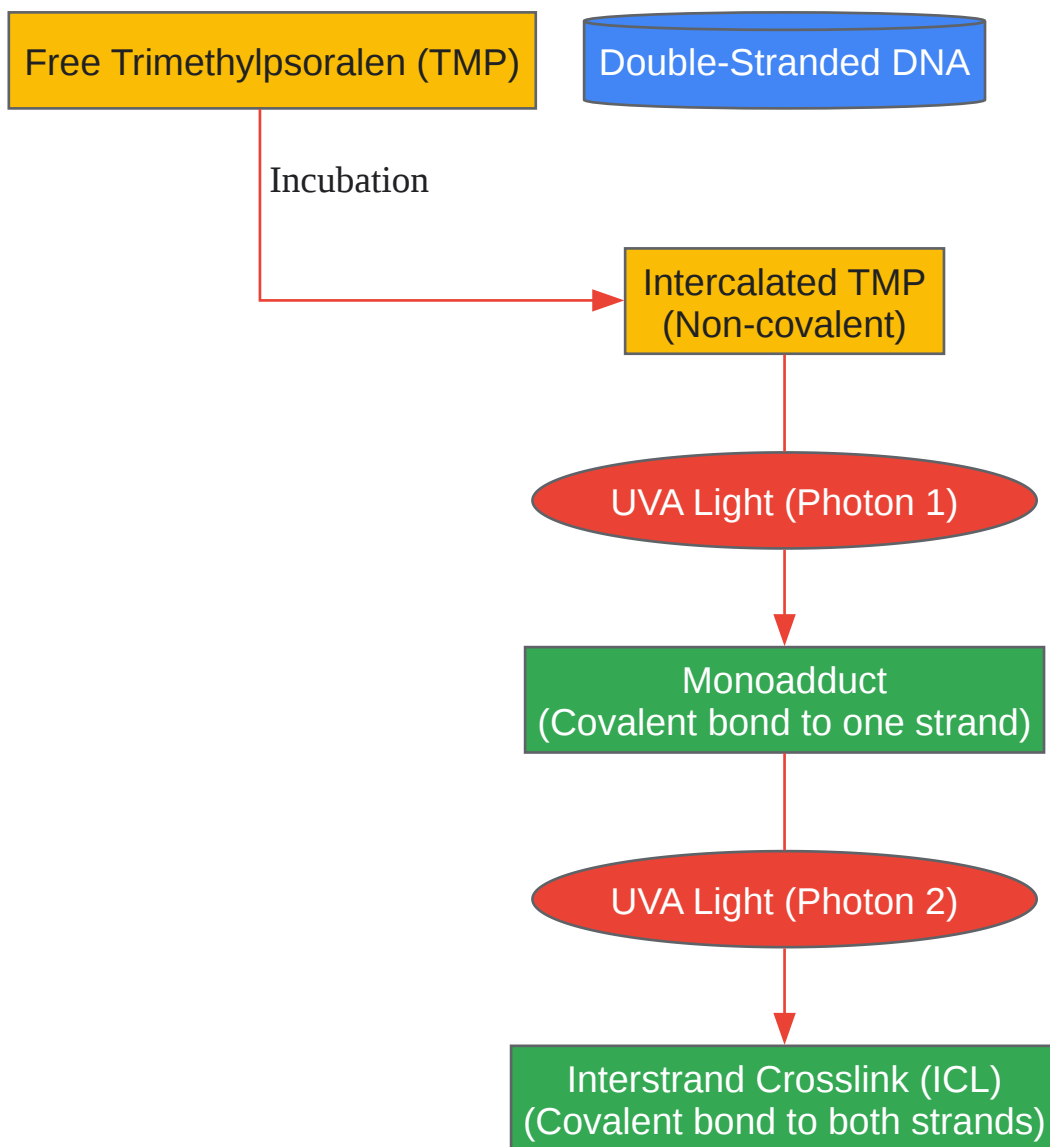 Free Trimethylpsoralen (TMP)
Double-Stranded DNA
Incubation
Intercalated TMP
(Non-covalent)
UVA Light (Photon 1)
Monoadduct
(Covalent bond to one strand)
UVA Light (Photon 2)
Interstrand Crosslink (ICL)
(Covalent bond to both strands)